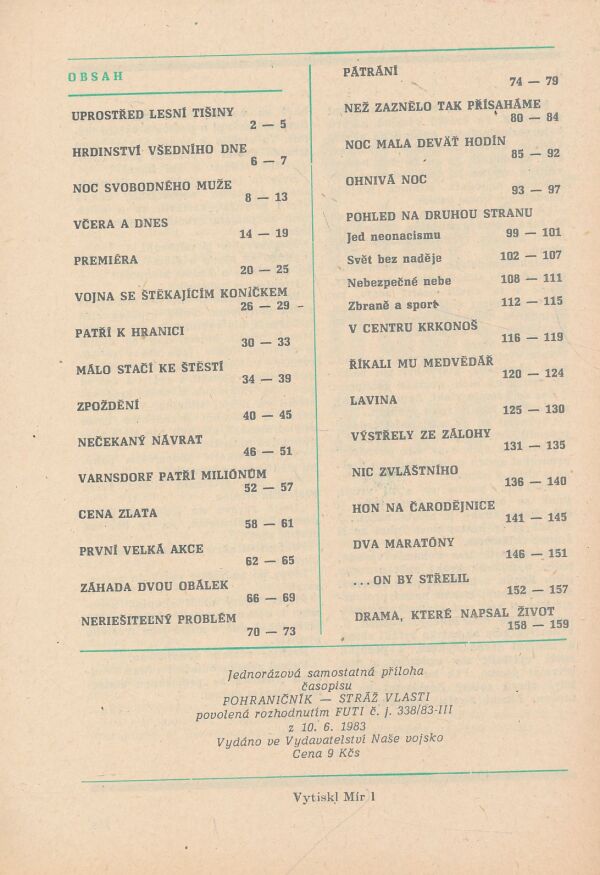 OBSAH
UPROSTŘED LESNÍ TIŠINY
2 — 5
HRDINSTVÍ VŠEDNÍHO DNE
6 — 7
NOC SVOBODNÉHO MUŽE
8 — 13
VČERA A DNES
14 — 19
PREMIÉRA
20 — 25
VOJNA SE ŠTĚKAJÍCÍM KONÍČKEM
26 — 29
PATŘÍ K HRANICI
30 — 33
MÁLO STAČÍ KE ŠTĚSTÍ
34 — 39
ZPOŽDĚNÍ
40 — 45
NEČEKANÝ NÁVRAT
46 — 51
VARNSDORF PATŘÍ MILIÓNŮM
52 — 57
CENA ZLATA
58 — 61
PRVNÍ VELKÁ AKCE
62 — 65
ZÁHADA DVOU OBÁLEK
66 — 69
NERIEŠITEĽNÝ PROBLÉM
70 — 73
PÁTRÁNÍ
74 — 79
NEŽ ZAZNĚLO TAK PŘÍSAHÁME
80 — 84
NOC MALA DEVÄŤ HODÍN
85 — 92
OHNIVÁ NOC
93 — 97
POHLED NA DRUHOU STRANU
Jed neonacismu 99 — 101
Svět bez naděje 102 — 107
Nebezpečné nebe 108 — 111
Zbraně a sport 112 — 115
V CENTRU KRKONOŠ
116 — 119
ŘÍKALI MU MEDVĚDÁŘ
120 — 124
LAVINA
125 — 130
VÝSTŘELY ZE ZÁLOHY
131 — 135
NIC ZVLÁŠTNÍHO
136 — 140
HON NA ČARODĚJNICE
141 — 145
DVA MARATÓNY
146 — 151
...ON BY STŘELIL
152 — 157
DRAMA, KTERÉ NAPSAL ŽIVOT
158 — 159
Jednorázová samostatná příloha
časopisu
POHRANIČNÍK — STRÁŽ VLASTI
povolená rozhodnutím FUTI č. j. 338/83-III
z 10. 6. 1983
Vydáno ve Vydavatelství Naše vojsko
Cena 9 Kčs
Vytiskl Mír 1